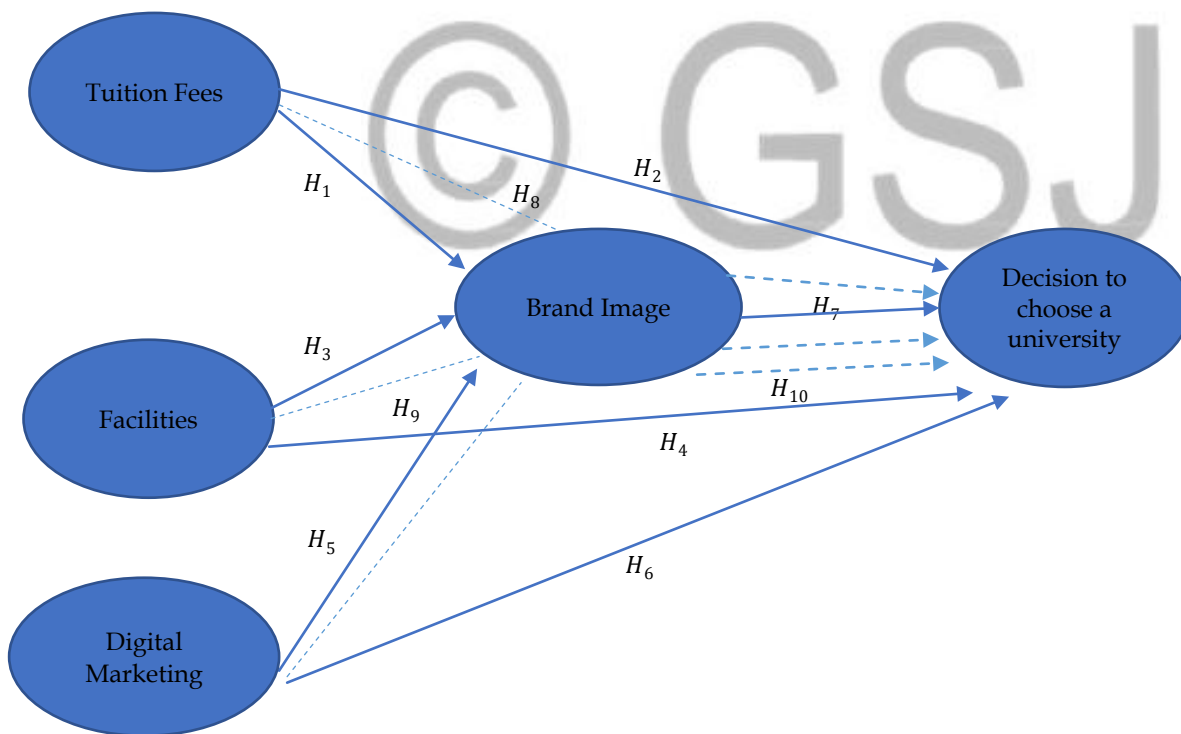 © GSJ
Tuition Fees
H₂
H₁
H₈
Decision to
choose a
university
Brand Image
H₇
H₃
H₁₀
H₉
Facilities
H₄
H₅
H₆
Digital
Marketing